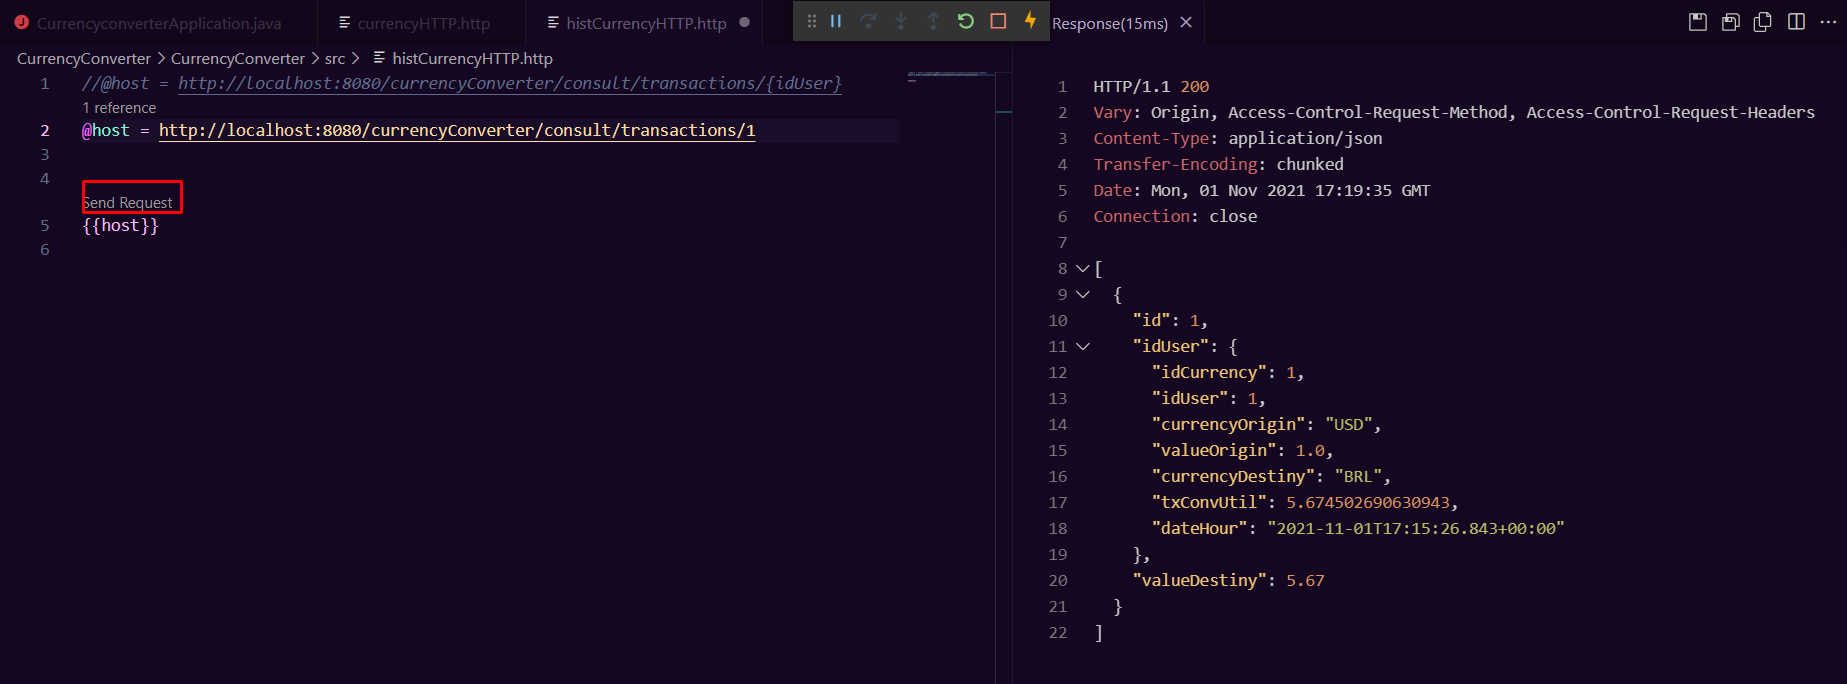 CurrencyconverterApplication.java
currencyHTTP.http
histCurrencyHTTP.http
Response(15ms)
CurrencyConverter > CurrencyConverter > src > histCurrencyHTTP.http
1 //@host = http://localhost:8080/currencyConverter/consult/transactions/{idUser}
1 reference
2 @host = http://localhost:8080/currencyConverter/consult/transactions/1
3
4
Send Request
5 {{host}}
6
1 HTTP/1.1 200
2 Vary: Origin, Access-Control-Request-Method, Access-Control-Request-Headers
3 Content-Type: application/json
4 Transfer-Encoding: chunked
5 Date: Mon, 01 Nov 2021 17:19:35 GMT
6 Connection: close
7
8 [
9 {
10 "id": 1,
11 "idUser": {
12 "idCurrency": 1,
13 "idUser": 1,
14 "currencyOrigin": "USD",
15 "valueOrigin": 1.0,
16 "currencyDestiny": "BRL",
17 "txConvUtil": 5.674502690630943,
18 "dateHour": "2021-11-01T17:15:26.843+00:00"
19 },
20 "valueDestiny": 5.67
21 }
22 ]